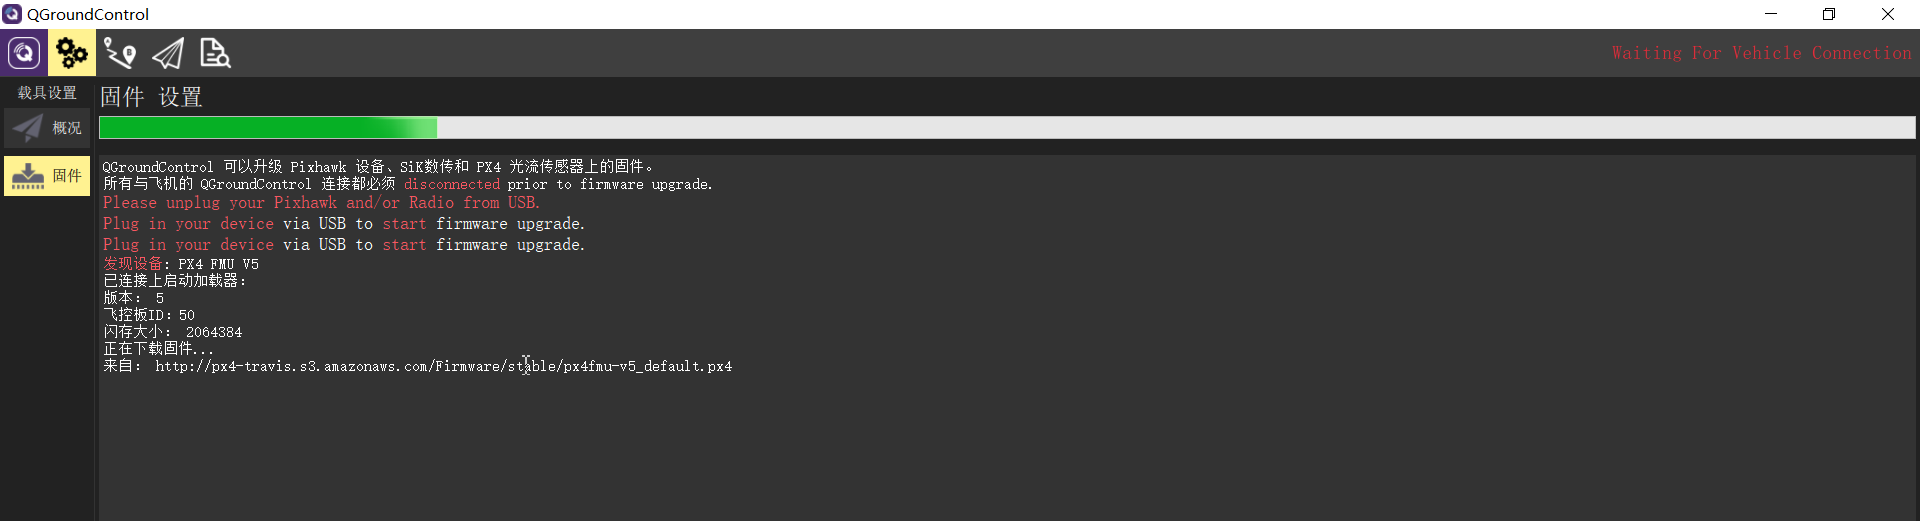 QGroundControl
Waiting For Vehicle Connection
载具设置
概况
固件
固件 设置
QGroundControl 可以升级 Pixhawk 设备、SiK数传和 PX4 光流传感器上的固件。
所有与飞机的 QGroundControl 连接都必须 disconnected prior to firmware upgrade.
Please unplug your Pixhawk and/or Radio from USB.
Plug in your device via USB to start firmware upgrade.
Plug in your device via USB to start firmware upgrade.
发现设备: PX4 FMU V5
已连接上启动加载器:
版本: 5
飞控板ID: 50
闪存大小: 2064384
正在下载固件...
来自: http://px4-travis.s3.amazonaws.com/Firmware/stable/px4fmu-v5_default.px4